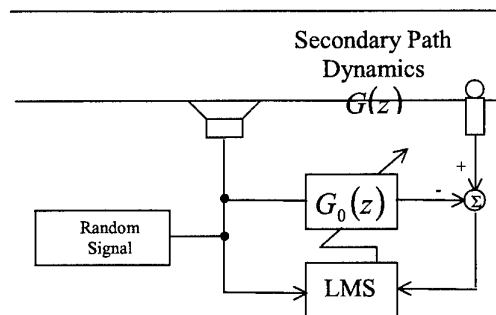 Secondary Path
Dynamics
G(z)
+
G₀(z)
-
Σ
Random
Signal
LMS